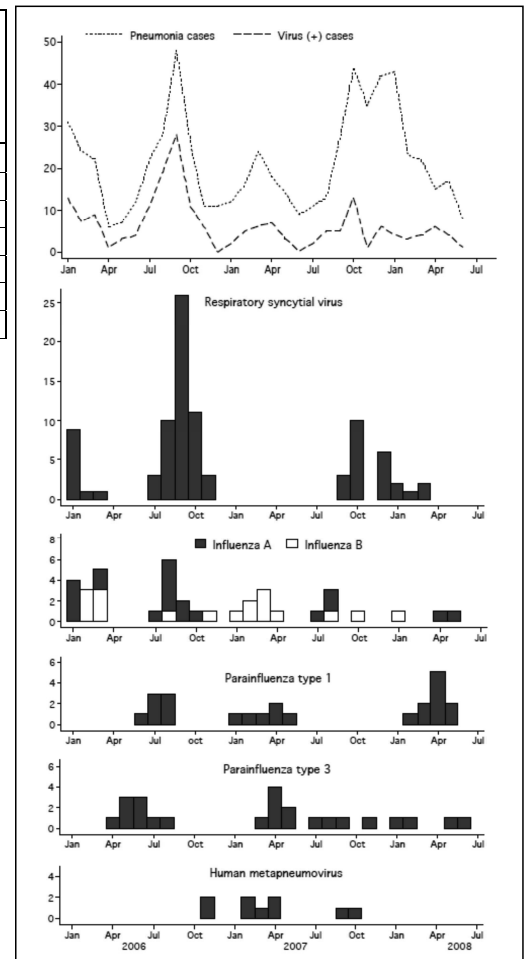 Pneumonia cases Virus (+) cases
50
40
30
20
10
0
Jan Apr Jul Oct Jan Apr Jul Oct Jan Apr Jul
Respiratory syncytial virus
25
20
15
10
5
0
Jan Apr Jul Oct Jan Apr Jul Oct Jan Apr Jul
Influenza A Influenza B
8
6
4
2
0
Jan Apr Jul Oct Jan Apr Jul Oct Jan Apr Jul
Parainfluenza type 1
6
4
2
0
Jan Apr Jul Oct Jan Apr Jul Oct Jan Apr Jul
Parainfluenza type 3
6
4
2
0
Jan Apr Jul Oct Jan Apr Jul Oct Jan Apr Jul
Human metapneumovirus
4
2
0
Jan Apr Jul Oct Jan Apr Jul Oct Jan Apr Jul
2006 2007 2008